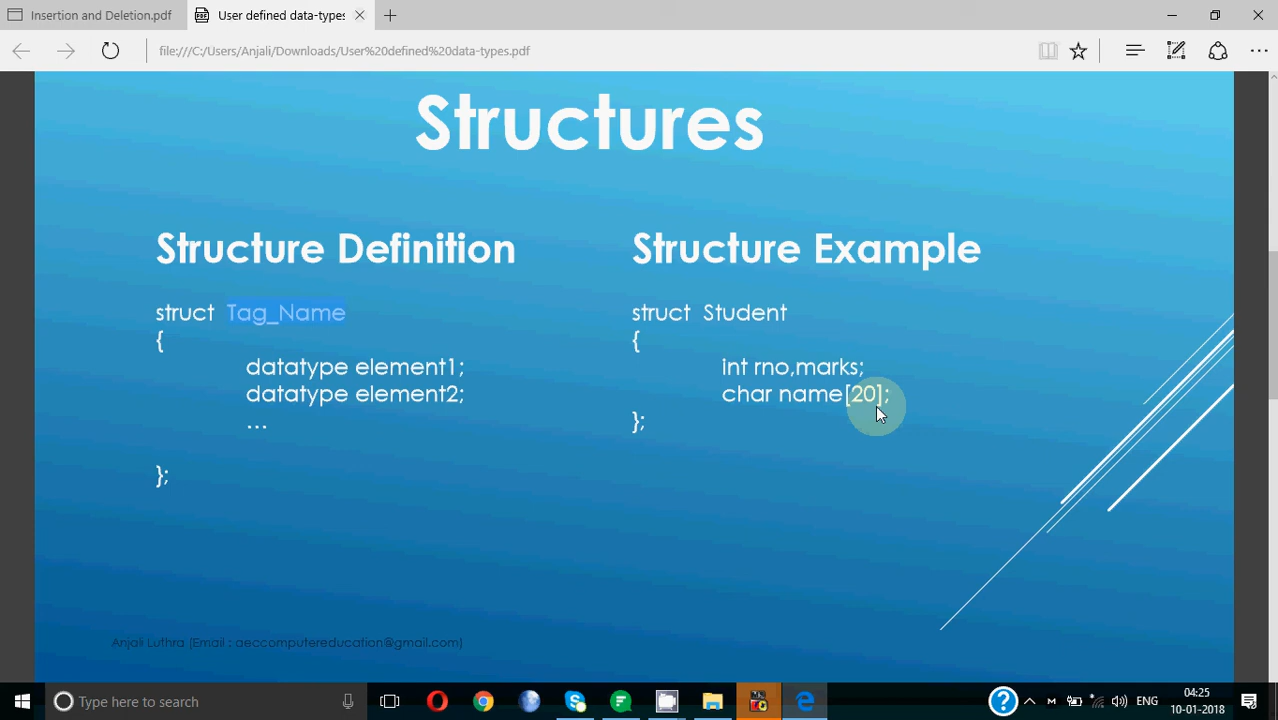 Insertion and Deletion.pdf
User defined data-types
file:///C:/Users/Anjali/Downloads/User%20defined%20data-types.pdf
Structures
Structure Definition
struct Tag_Name
{
datatype element1;
datatype element2;
...
};
Structure Example
struct Student
{
int rno,marks;
char name[20];
};
Anjali Luthra (Email : aeccomputereducation@gmail.com)
Type here to search
ENG
04:25
10-01-2018